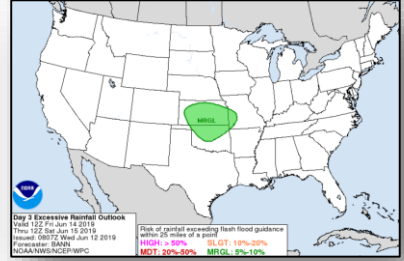 MRGL
NOAA
Day 3 Excessive Rainfall Outlook
Valid 12Z Fri Jun 14 2019
Thru 12Z Sat Jun 15 2019
Issued: 0807Z Wed Jun 12 2019
Forecaster: BANN
NOAA/NWS/NCEP/WPC
Risk of rainfall exceeding flash flood guidance
within 25 miles of a point
HIGH: > 50% SLGT: 10%-20%
MDT: 20%-50% MRGL: 5%-10%